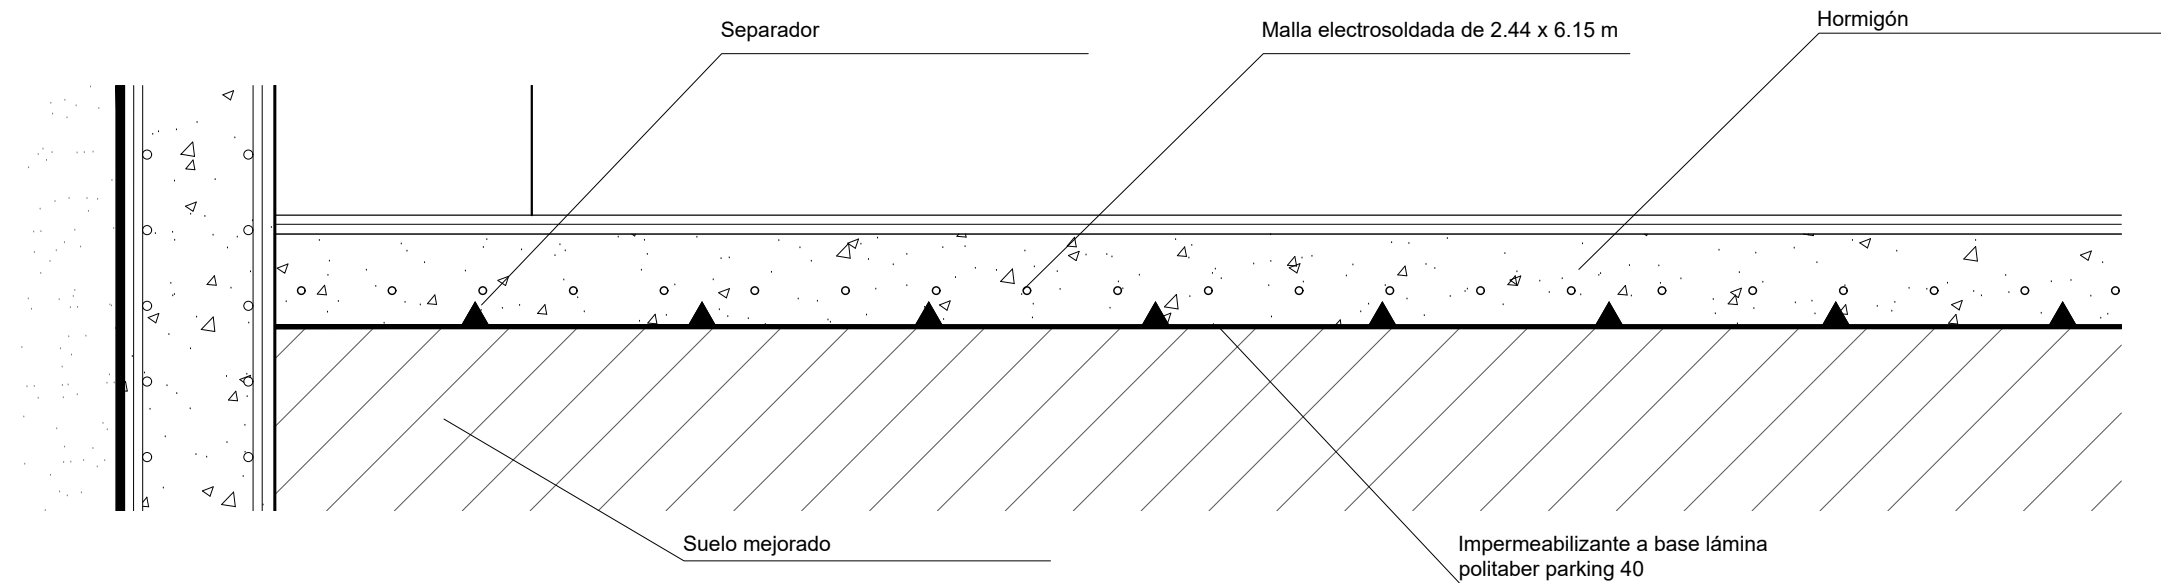 Separador
Malla electrosoldada de 2.44 x 6.15 m
Hormigón
Suelo mejorado
Impermeabilizante a base lámina
politaber parking 40